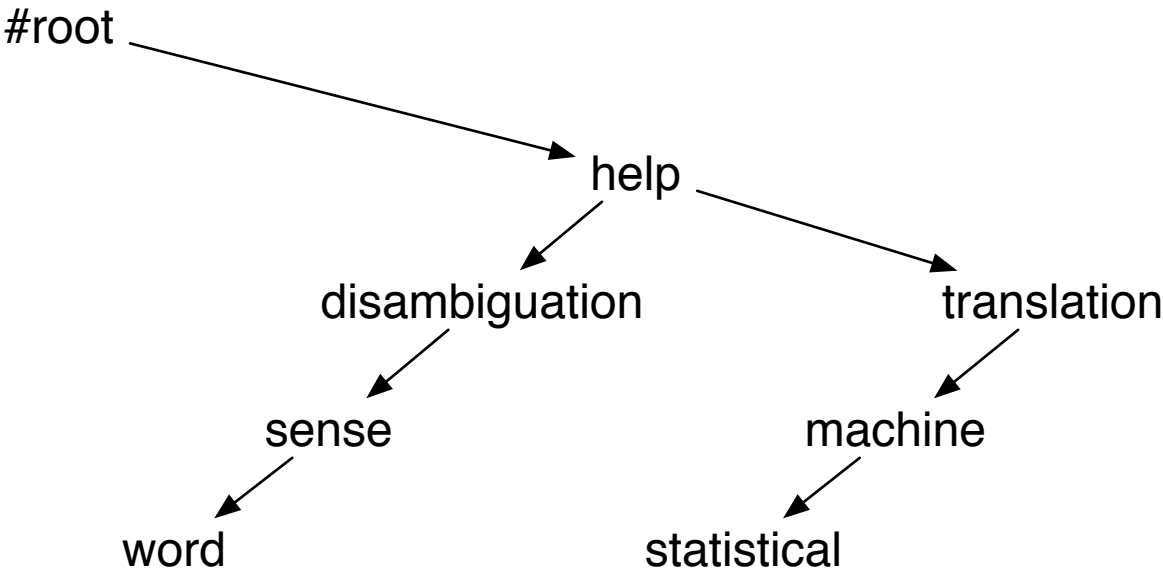 #root
help
disambiguation translation
sense machine
word statistical